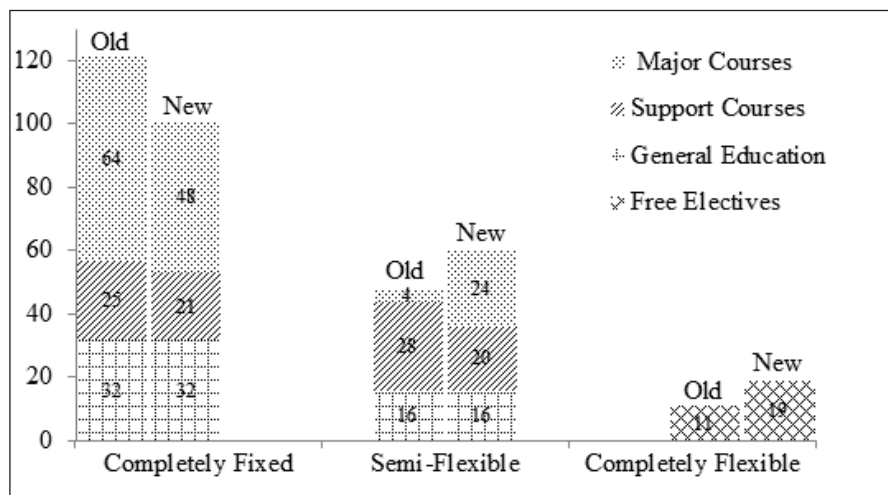 Old
New
64
48
25
21
32
32
Old
New
4
24
28
20
16
16
Old
New
11
19
120
100
80
60
40
20
0
Completely Fixed
Semi-Flexible
Completely Flexible
Major Courses
Support Courses
General Education
Free Electives